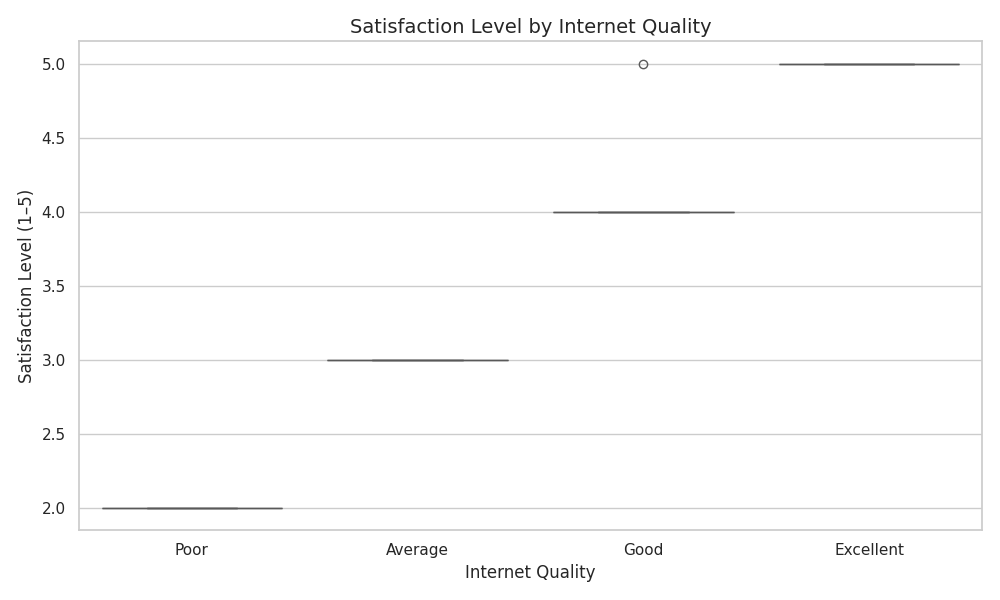 Satisfaction Level by Internet Quality
Satisfaction Level (1–5)
5.0
4.5
4.0
3.5
3.0
2.5
2.0
Poor
Average
Good
Excellent
Internet Quality